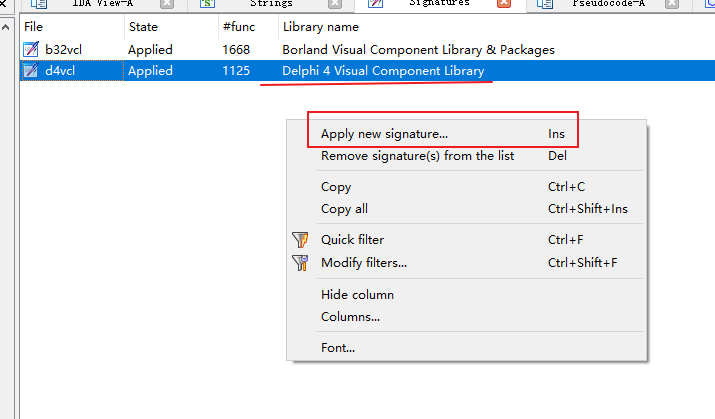 IDA View-A Strings Signatures Pseudocode-A
File State #func Library name
b32vcl Applied 1668 Borland Visual Component Library & Packages
d4vcl Applied 1125 Delphi 4 Visual Component Library
Apply new signature... Ins
Remove signature(s) from the list Del
Copy Ctrl+C
Copy all Ctrl+Shift+Ins
Quick filter Ctrl+F
Modify filters... Ctrl+Shift+F
Hide column
Columns...
Font...